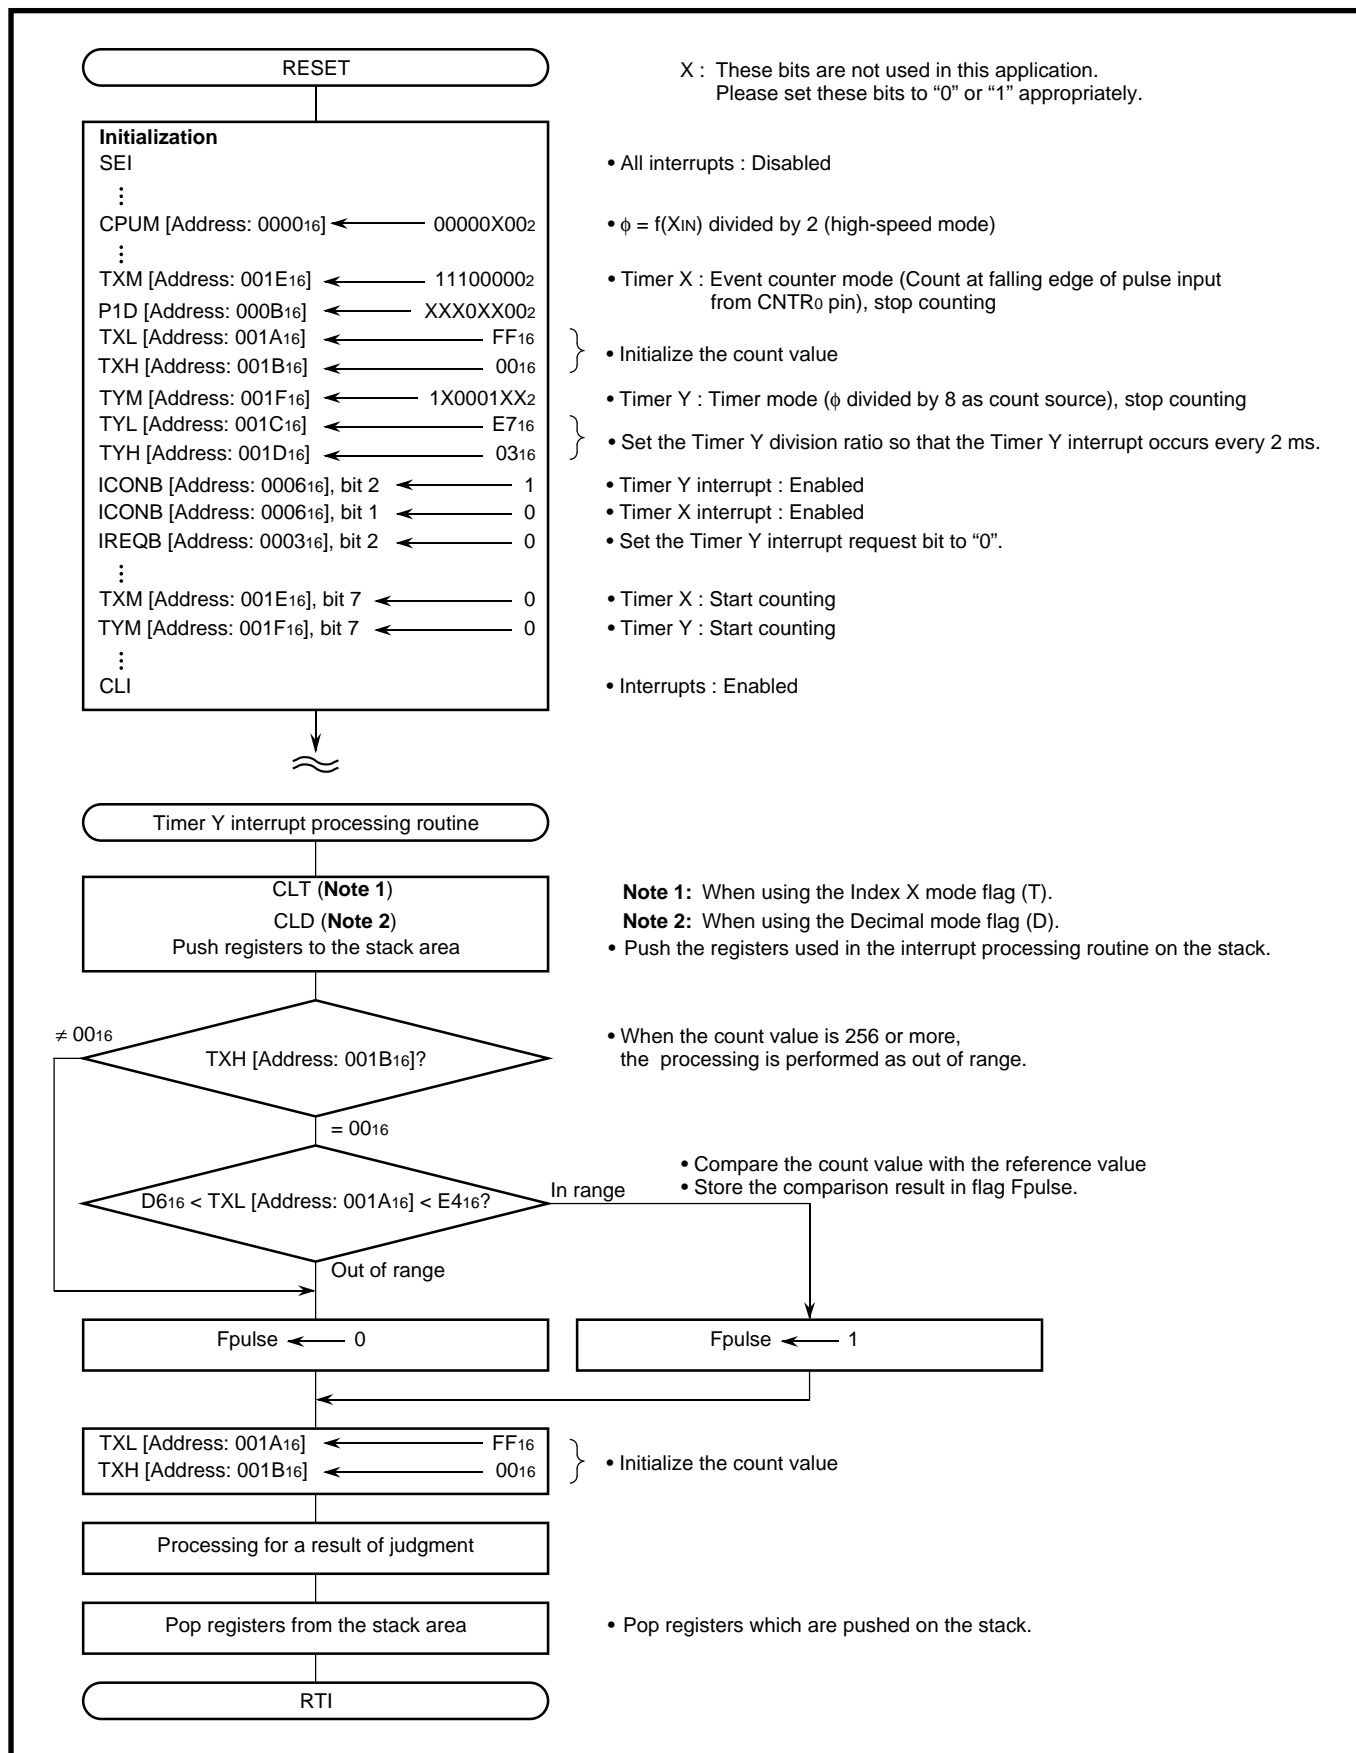 RESET
X : These bits are not used in this application.
Please set these bits to “0” or “1” appropriately.
Initialization
SEI
• All interrupts : Disabled
⋮
CPUM [Address: 000016] 00000X002
• ϕ = f(XIN) divided by 2 (high-speed mode)
⋮
TXM [Address: 001E16] 111000002
• Timer X : Event counter mode (Count at falling edge of pulse input
from CNTR0 pin), stop counting
P1D [Address: 000B16] XXX0XX002
TXL [Address: 001A16] FF16
• Initialize the count value
TXH [Address: 001B16] 0016
TYM [Address: 001F16] 1X0001XX2
• Timer Y : Timer mode (ϕ divided by 8 as count source), stop counting
TYL [Address: 001C16] E716
• Set the Timer Y division ratio so that the Timer Y interrupt occurs every 2 ms.
TYH [Address: 001D16] 0316
ICONB [Address: 000616], bit 2 1
• Timer Y interrupt : Enabled
ICONB [Address: 000616], bit 1 0
• Timer X interrupt : Enabled
IREQB [Address: 000316], bit 2 0
• Set the Timer Y interrupt request bit to “0”.
⋮
TXM [Address: 001E16], bit 7 0
• Timer X : Start counting
TYM [Address: 001F16], bit 7 0
• Timer Y : Start counting
⋮
CLI
• Interrupts : Enabled
Timer Y interrupt processing routine
CLT (Note 1)
Note 1: When using the Index X mode flag (T).
CLD (Note 2)
Note 2: When using the Decimal mode flag (D).
Push registers to the stack area
• Push the registers used in the interrupt processing routine on the stack.
≠ 0016
TXH [Address: 001B16]?
• When the count value is 256 or more,
the processing is performed as out of range.
= 0016
D616 < TXL [Address: 001A16] < E416?
In range
• Compare the count value with the reference value
• Store the comparison result in flag Fpulse.
Out of range
Fpulse 0
Fpulse 1
TXL [Address: 001A16] FF16
TXH [Address: 001B16] 0016
• Initialize the count value
Processing for a result of judgment
Pop registers from the stack area
• Pop registers which are pushed on the stack.
RTI